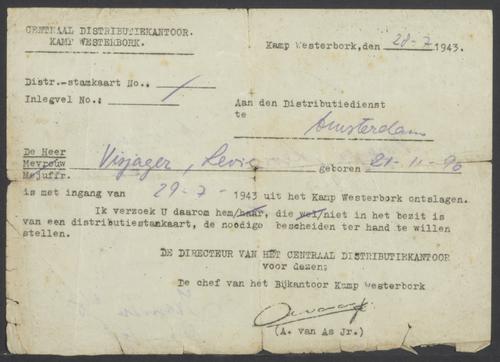 CENTRAAL DISTRIBUTIEKANTOOR.
KAMP WESTERBORK.
Kamp Westerbork,den 28-7 1943.
Distr.-stamkaart No.: /
Inlegvel No.: /
Aan den Distributiedienst
te
Amsterdam
De Heer
Mevrouw Visjager, Levie geboren 21-11-90
Mejuffr.
is met ingang van 29-7- 1943 uit het Kamp Westerbork ontslagen.
Ik verzoek U daarom hem/haar, die wel/niet in het bezit is
van een distributiestamkaart, de noodige bescheiden ter hand te willen
stellen.
DE DIRECTEUR VAN HET CENTRAAL DISTRIBUTIEKANTOOR
voor dezen:
De chef van het Bijkantoor Kamp Westerbork
(A. van As Jr.)